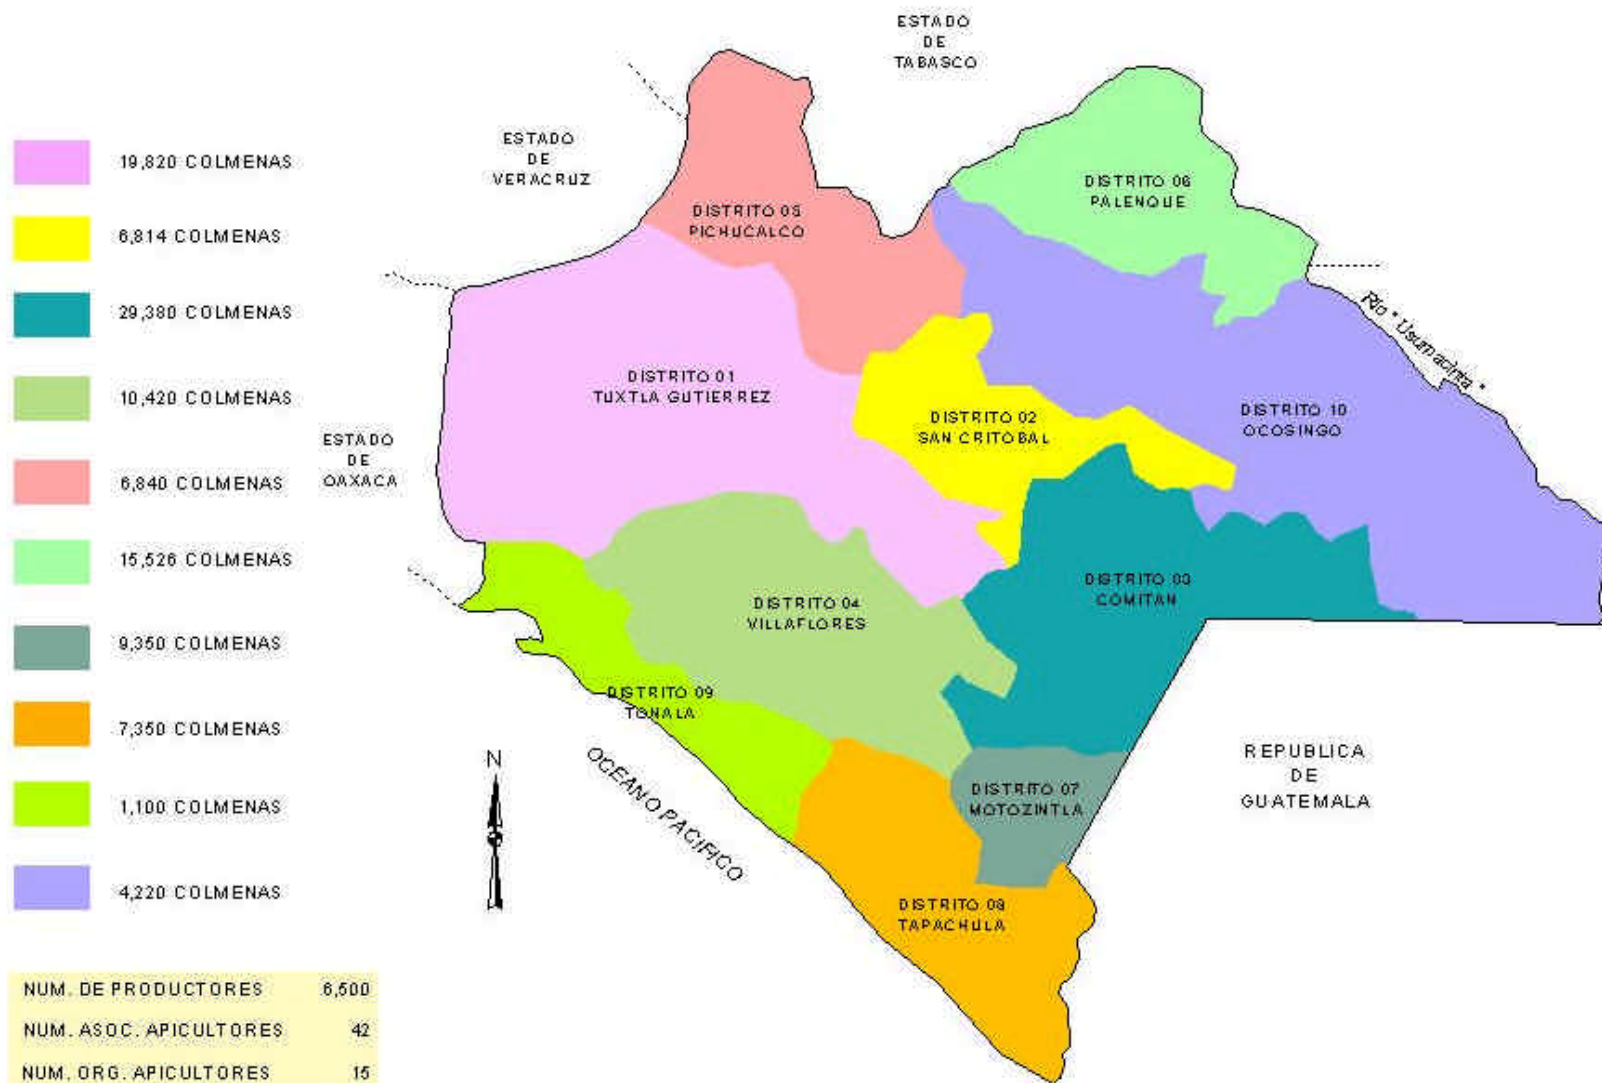 ESTADO
DE
TABASCO
ESTADO
DE
VERACRUZ
ESTADO
DE
OAXACA
19,820 COLMENAS
6,814 COLMENAS
29,380 COLMENAS
10,420 COLMENAS
6,840 COLMENAS
15,526 COLMENAS
9,350 COLMENAS
7,350 COLMENAS
1,100 COLMENAS
4,220 COLMENAS
DISTRITO 05
PICHUCALCO
DISTRITO 06
PALENQUE
Río " Usumacinta "
DISTRITO 01
TUXTLA GUTIERREZ
DISTRITO 02
SAN CRITOBAL
DISTRITO 10
OCOSINGO
DISTRITO 03
COMITAN
DISTRITO 04
VILLAFLORES
DISTRITO 09
TONALA
DISTRITO 07
MOTOZINTLA
DISTRITO 08
TAPACHULA
OCEANO PACIFICO
N
REPUBLICA
DE
GUATEMALA
NUM. DE PRODUCTORES 6,500
NUM. ASOC. APICULTORES 42
NUM. ORG. APICULTORES 15